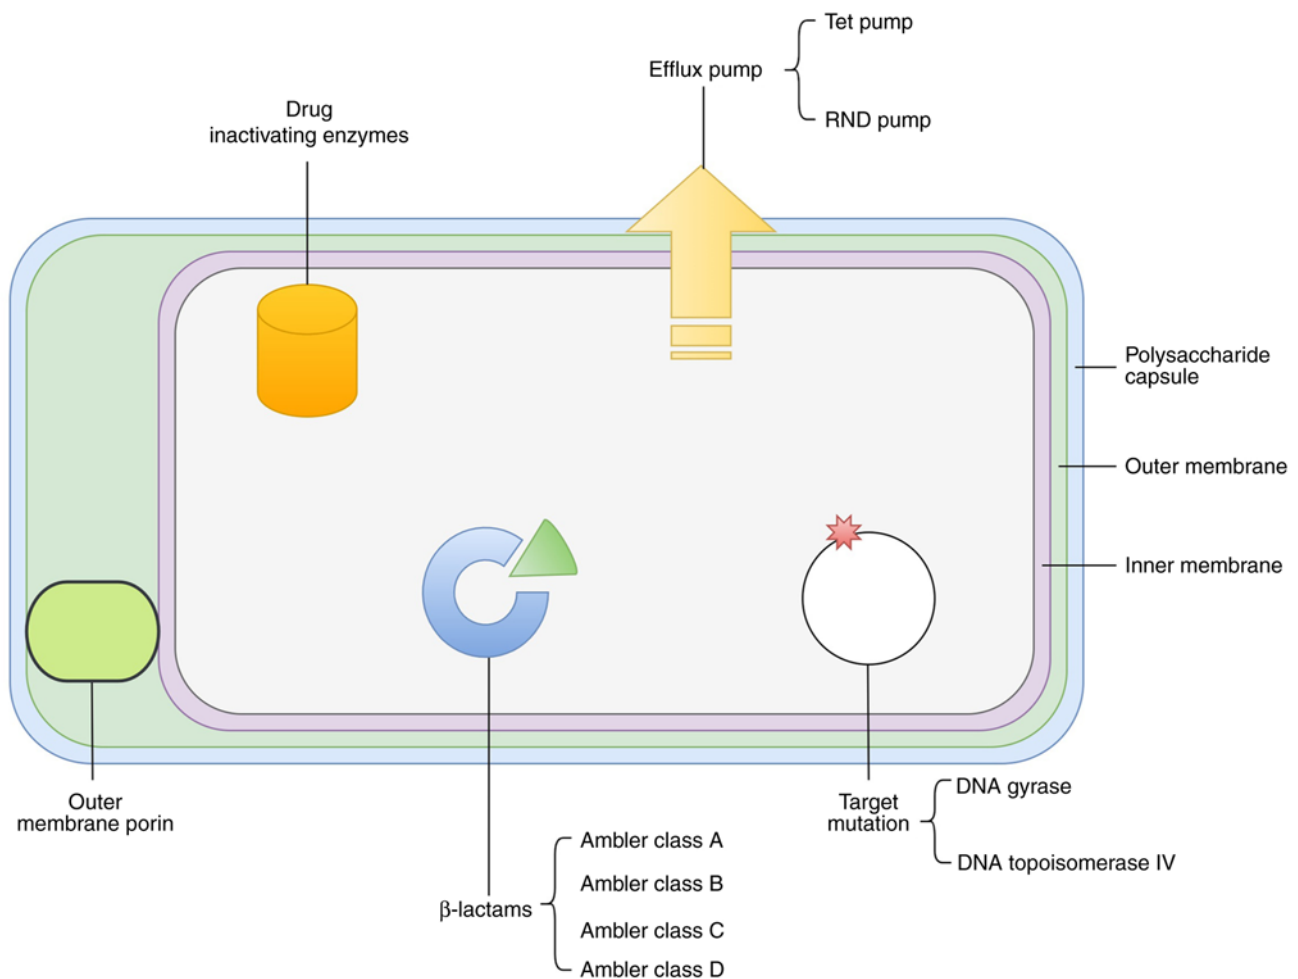 Tet pump
Efflux pump
RND pump
Drug
inactivating enzymes
Polysaccharide
capsule
Outer membrane
Inner membrane
Outer
membrane porin
Target
mutation
DNA gyrase
DNA topoisomerase IV
β-lactams
Ambler class A
Ambler class B
Ambler class C
Ambler class D